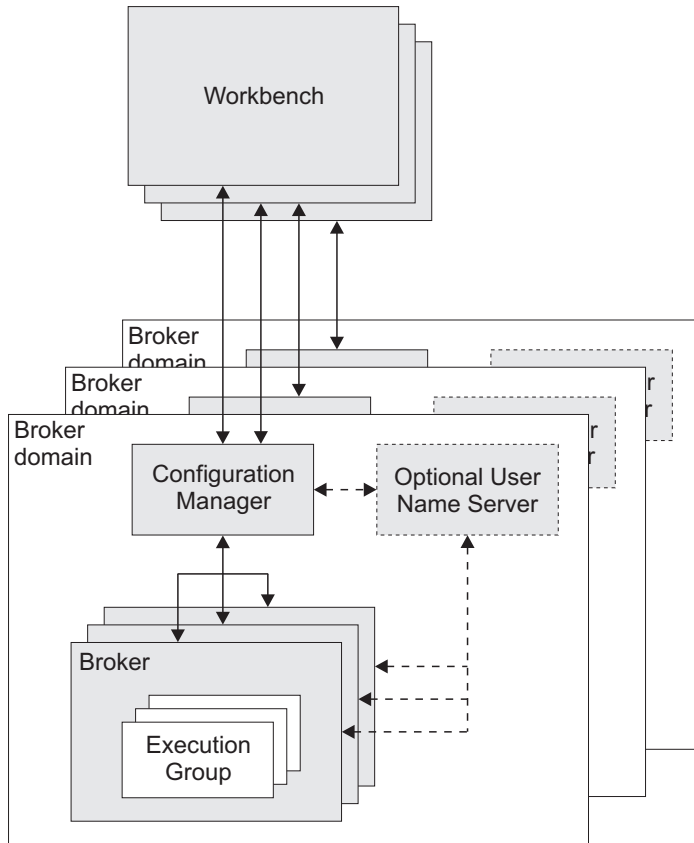 Workbench
Broker
domain
Broker
domain
Broker
domain
Configuration
Manager
Optional User
Name Server
Broker
Execution
Group